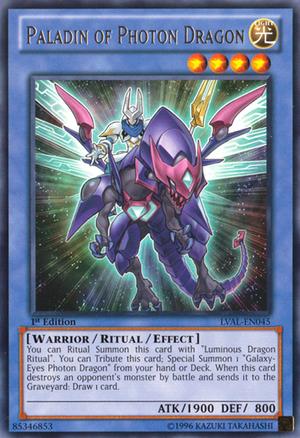 PALADIN OF PHOTON DRAGON
LIGHT
光
1st Edition
LVAL-EN045
[WARRIOR / RITUAL / EFFECT]
You can Ritual Summon this card with "Luminous Dragon
Ritual". You can Tribute this card; Special Summon 1 "Galaxy-
Eyes Photon Dragon" from your hand or Deck. When this card
destroys an opponent's monster by battle and sends it to the
Graveyard: Draw 1 card.
ATK/1900 DEF/ 800
85346853
©1996 KAZUKI TAKAHASHI